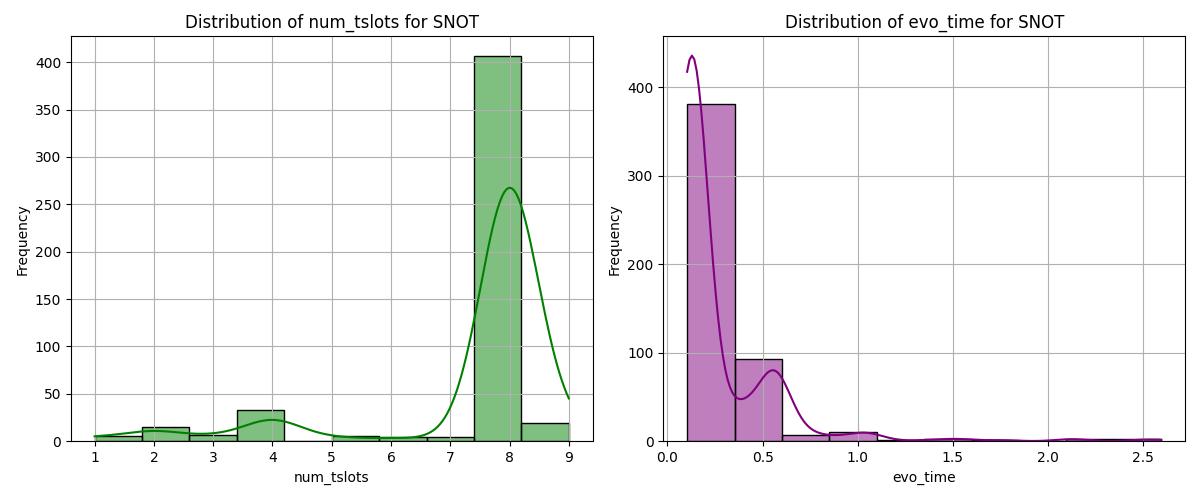 Distribution of num_tslots for SNOT
Frequency
400
350
300
250
200
150
100
50
0
1 2 3 4 5 6 7 8 9
num_tslots
Distribution of evo_time for SNOT
Frequency
400
300
200
100
0
0.0 0.5 1.0 1.5 2.0 2.5
evo_time